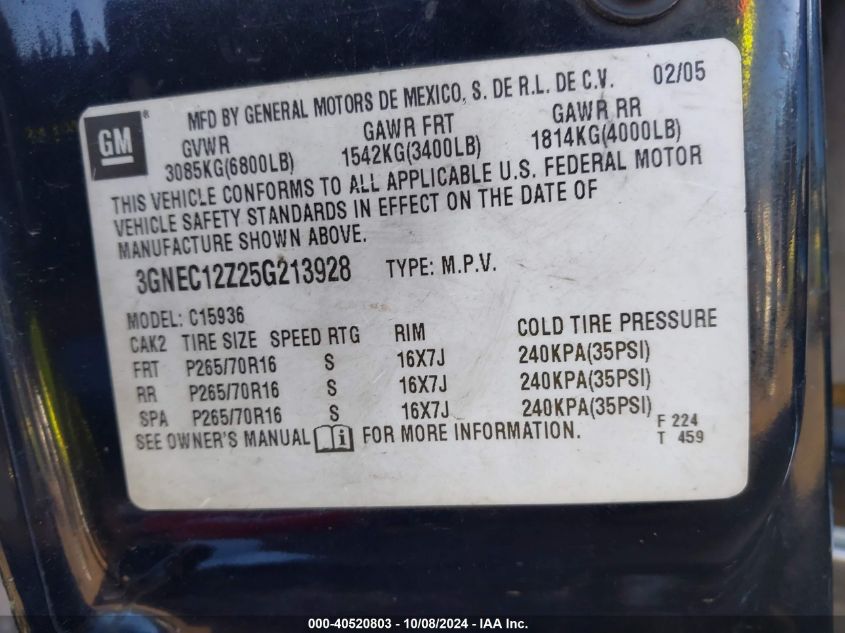 MFD BY GENERAL MOTORS DE MEXICO, S. DE R.L. DE C.V. 02/05
GM®
GVWR GAWR FRT GAWR RR
3085KG(6800LB) 1542KG(3400LB) 1814KG(4000LB)
THIS VEHICLE CONFORMS TO ALL APPLICABLE U.S. FEDERAL MOTOR
VEHICLE SAFETY STANDARDS IN EFFECT ON THE DATE OF
MANUFACTURE SHOWN ABOVE.
3GNEC12Z25G213928 TYPE: M.P.V.
MODEL: C15936
CAK2 TIRE SIZE SPEED RTG RIM COLD TIRE PRESSURE
FRT P265/70R16 S 16X7J 240KPA(35PSI)
RR P265/70R16 S 16X7J 240KPA(35PSI)
SPA P265/70R16 S 16X7J 240KPA(35PSI)
SEE OWNER'S MANUAL FOR MORE INFORMATION.
F 224
T 459
000-40520803 - 10/08/2024 - IAA Inc.